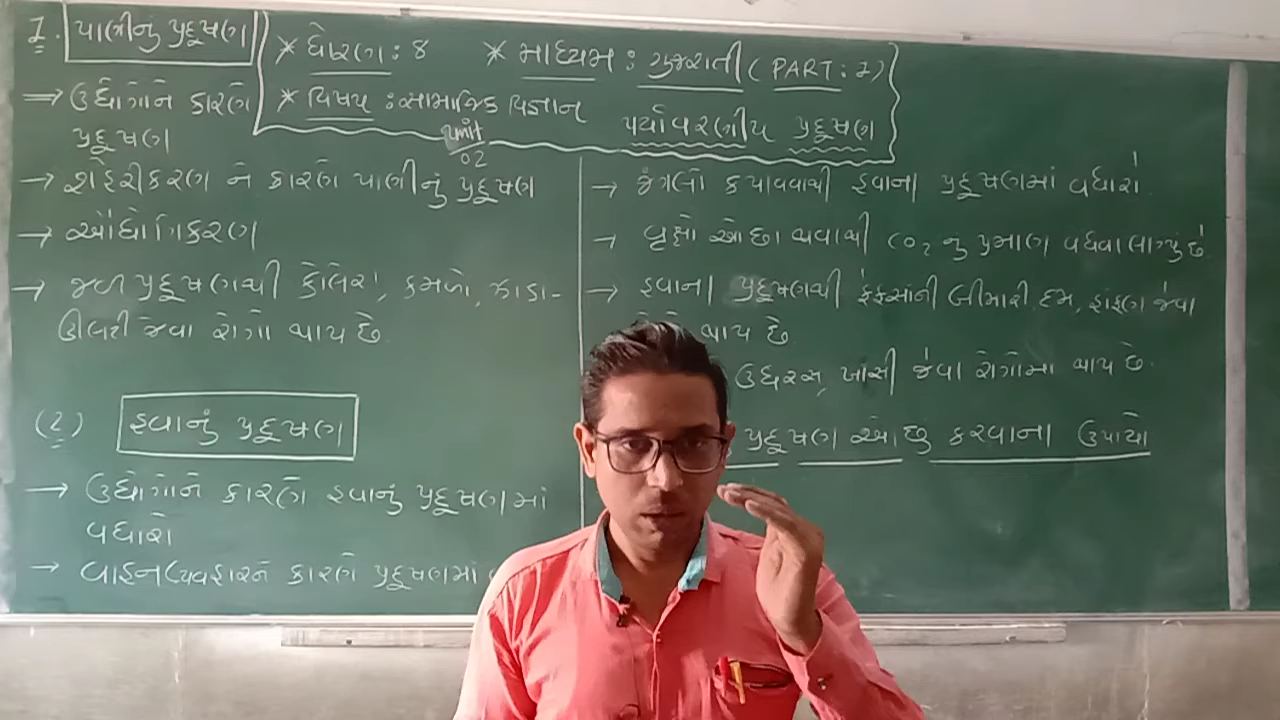 1. પાણીનું પ્રદૂષણ
* ધોરણ : ૪ * માધ્યમ : ગુજરાતી (PART : 2)
* વિષય : સામાજિક વિજ્ઞાન
unit
02
પર્યાવરણીય પ્રદૂષણ
→ ઉદ્યોગોને કારણે
પ્રદૂષણ
→ શહેરીકરણ ને કારણે પાણીનું પ્રદૂષણ
→ ઔદ્યોગિકરણ
→ જળ પ્રદૂષણથી કોલેરા, કમળો, ઝાડા-
ઊલટી જેવા રોગો થાય છે
(2) હવાનું પ્રદૂષણ
→ ઉદ્યોગોને કારણે હવાનું પ્રદૂષણમાં
વધારો
→ વાહનવ્યવહારને કારણે પ્રદૂષણમાં
→ જંગલો કપાવવાથી હવાના પ્રદૂષણમાં વધારો.
→ વૃક્ષો ઓછા થવાથી CO₂ નુ પ્રમાણ વધવા લાગ્યું છે
→ હવાના પ્રદૂષણથી ફેફસાંની બીમારી, દમ, હાંફણ જેવા
થાય છે
ઉધરસ, ખાંસી જેવા રોગોમા થાય છે.
પ્રદૂષણ ઓછુ કરવાના ઉપાયો